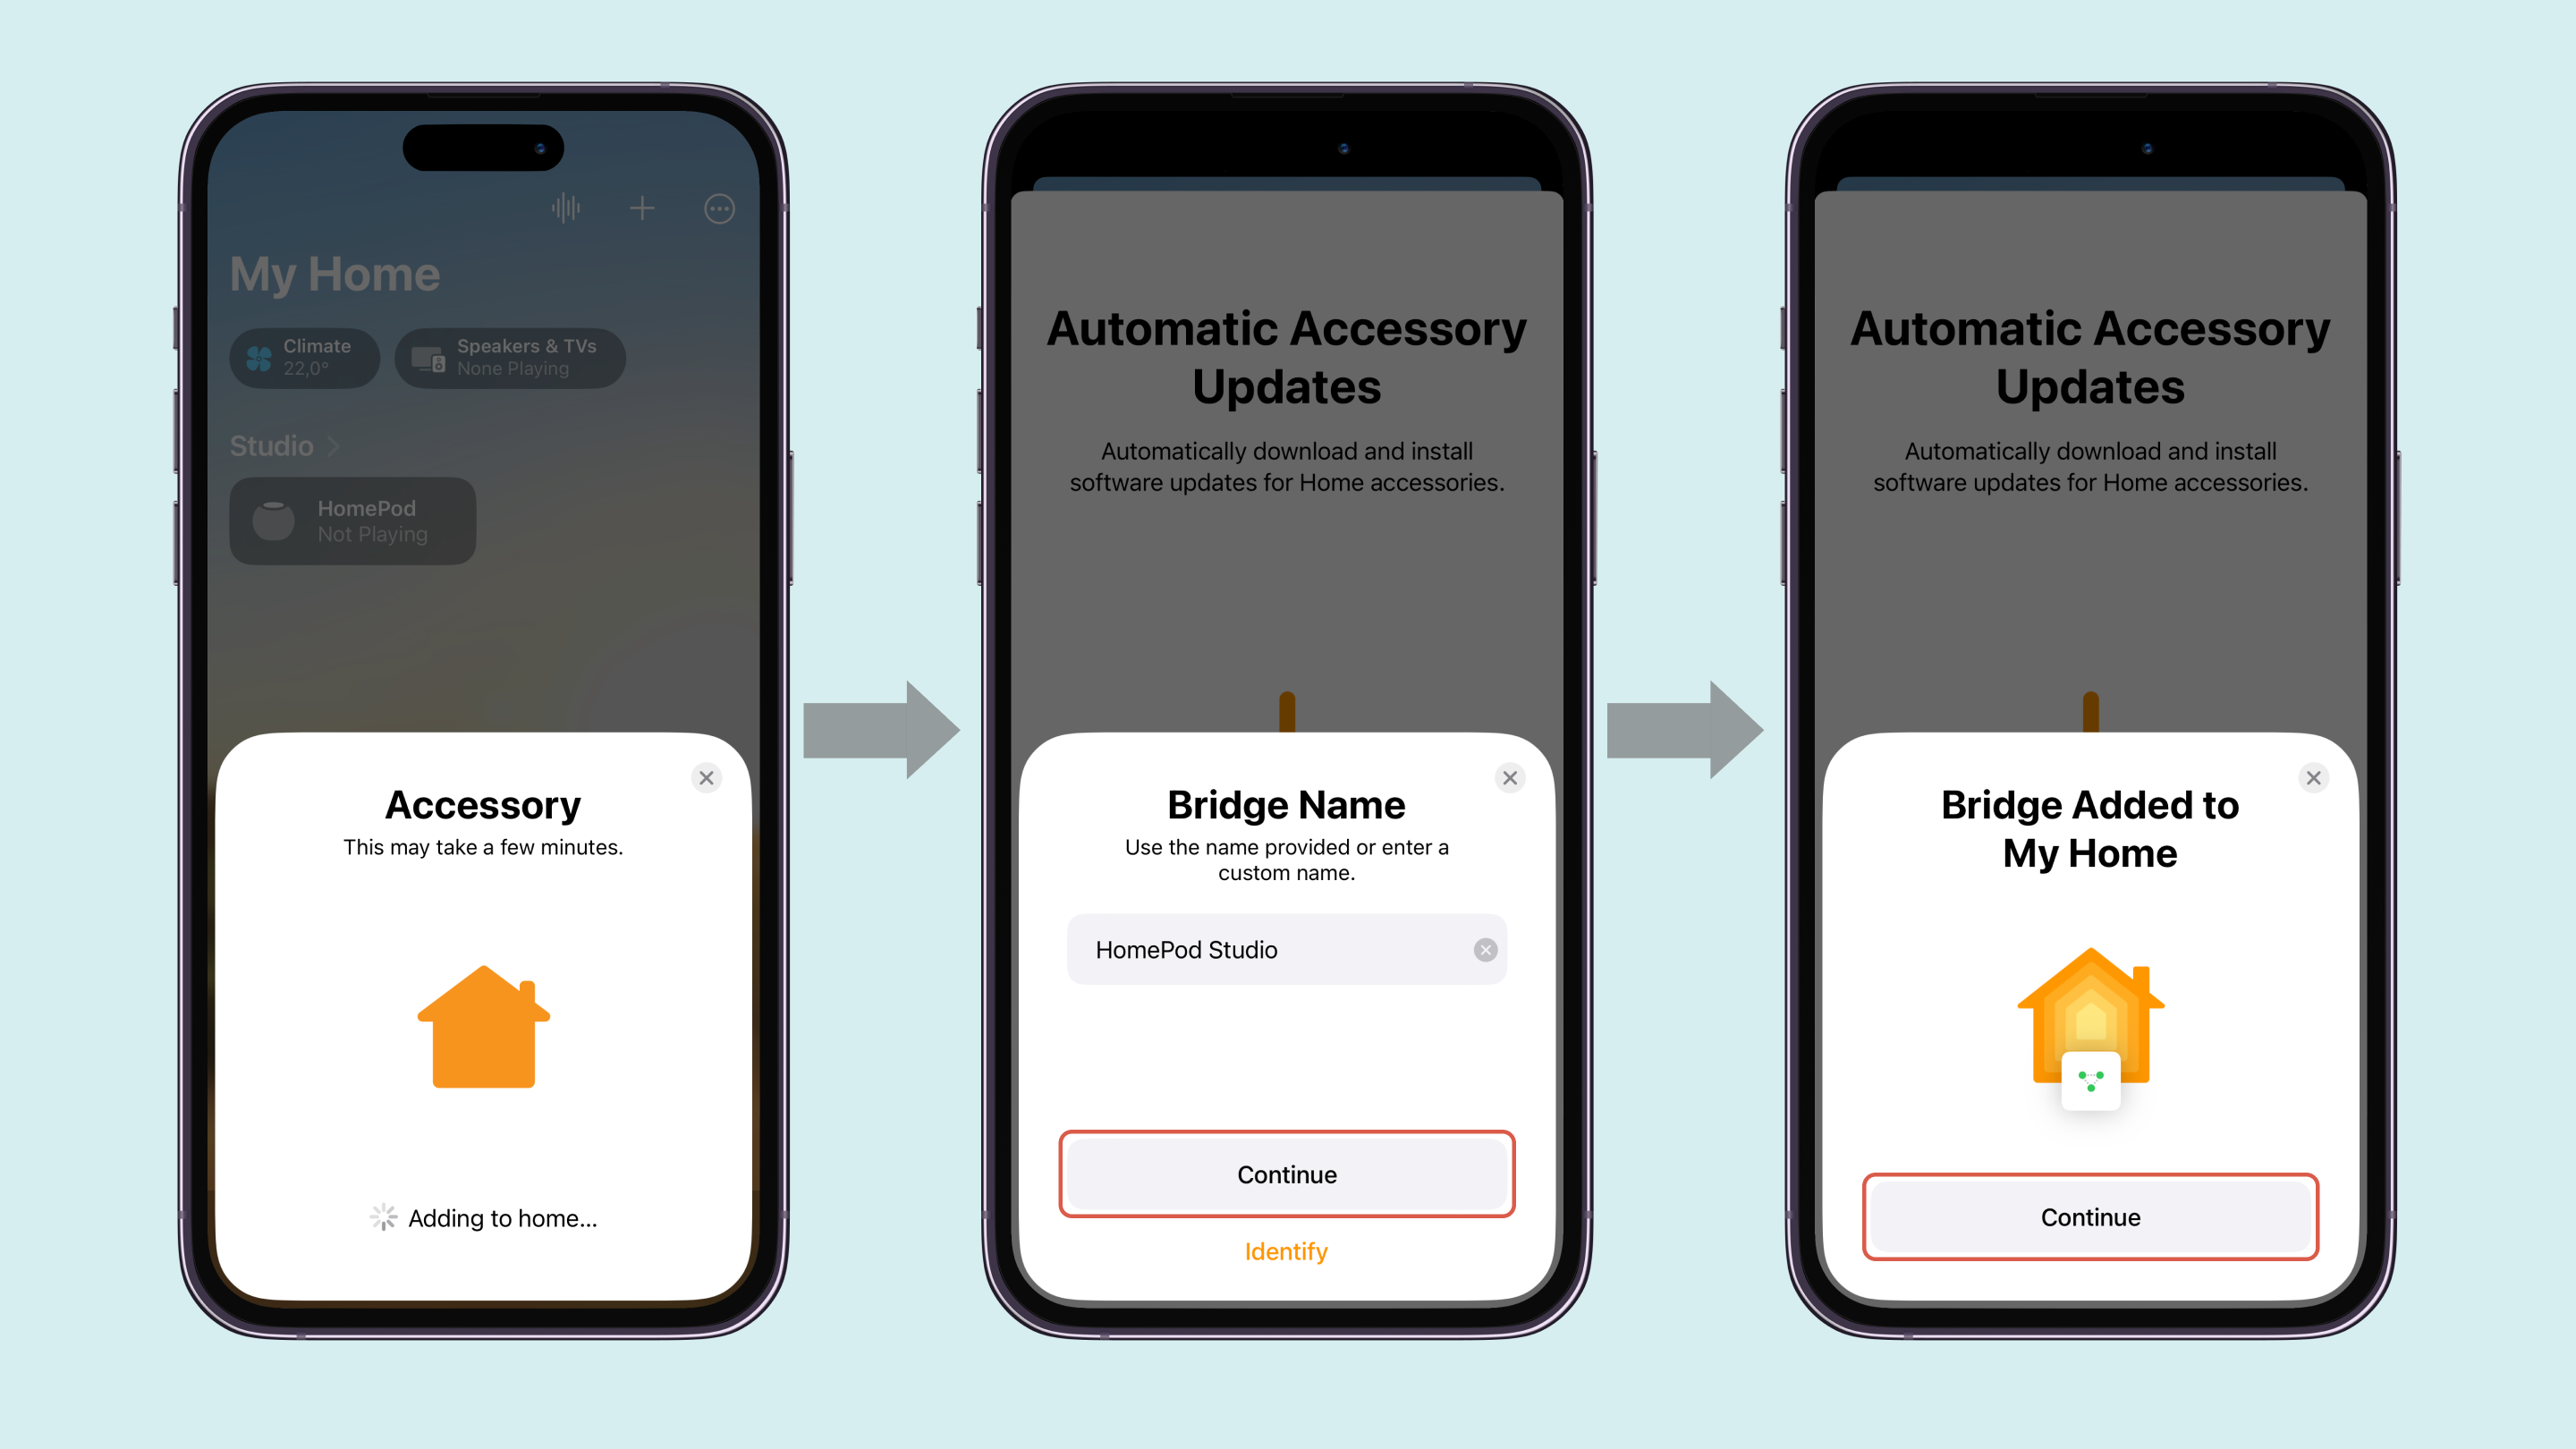 My Home
Climate
22,0°
Speakers & TVs
None Playing
Studio
HomePod
Not Playing
Accessory
This may take a few minutes.
Adding to home...
Automatic Accessory
Updates
Automatically download and install
software updates for Home accessories.
Bridge Name
Use the name provided or enter a
custom name.
HomePod Studio
Continue
Identify
Automatic Accessory
Updates
Automatically download and install
software updates for Home accessories.
Bridge Added to
My Home
Continue